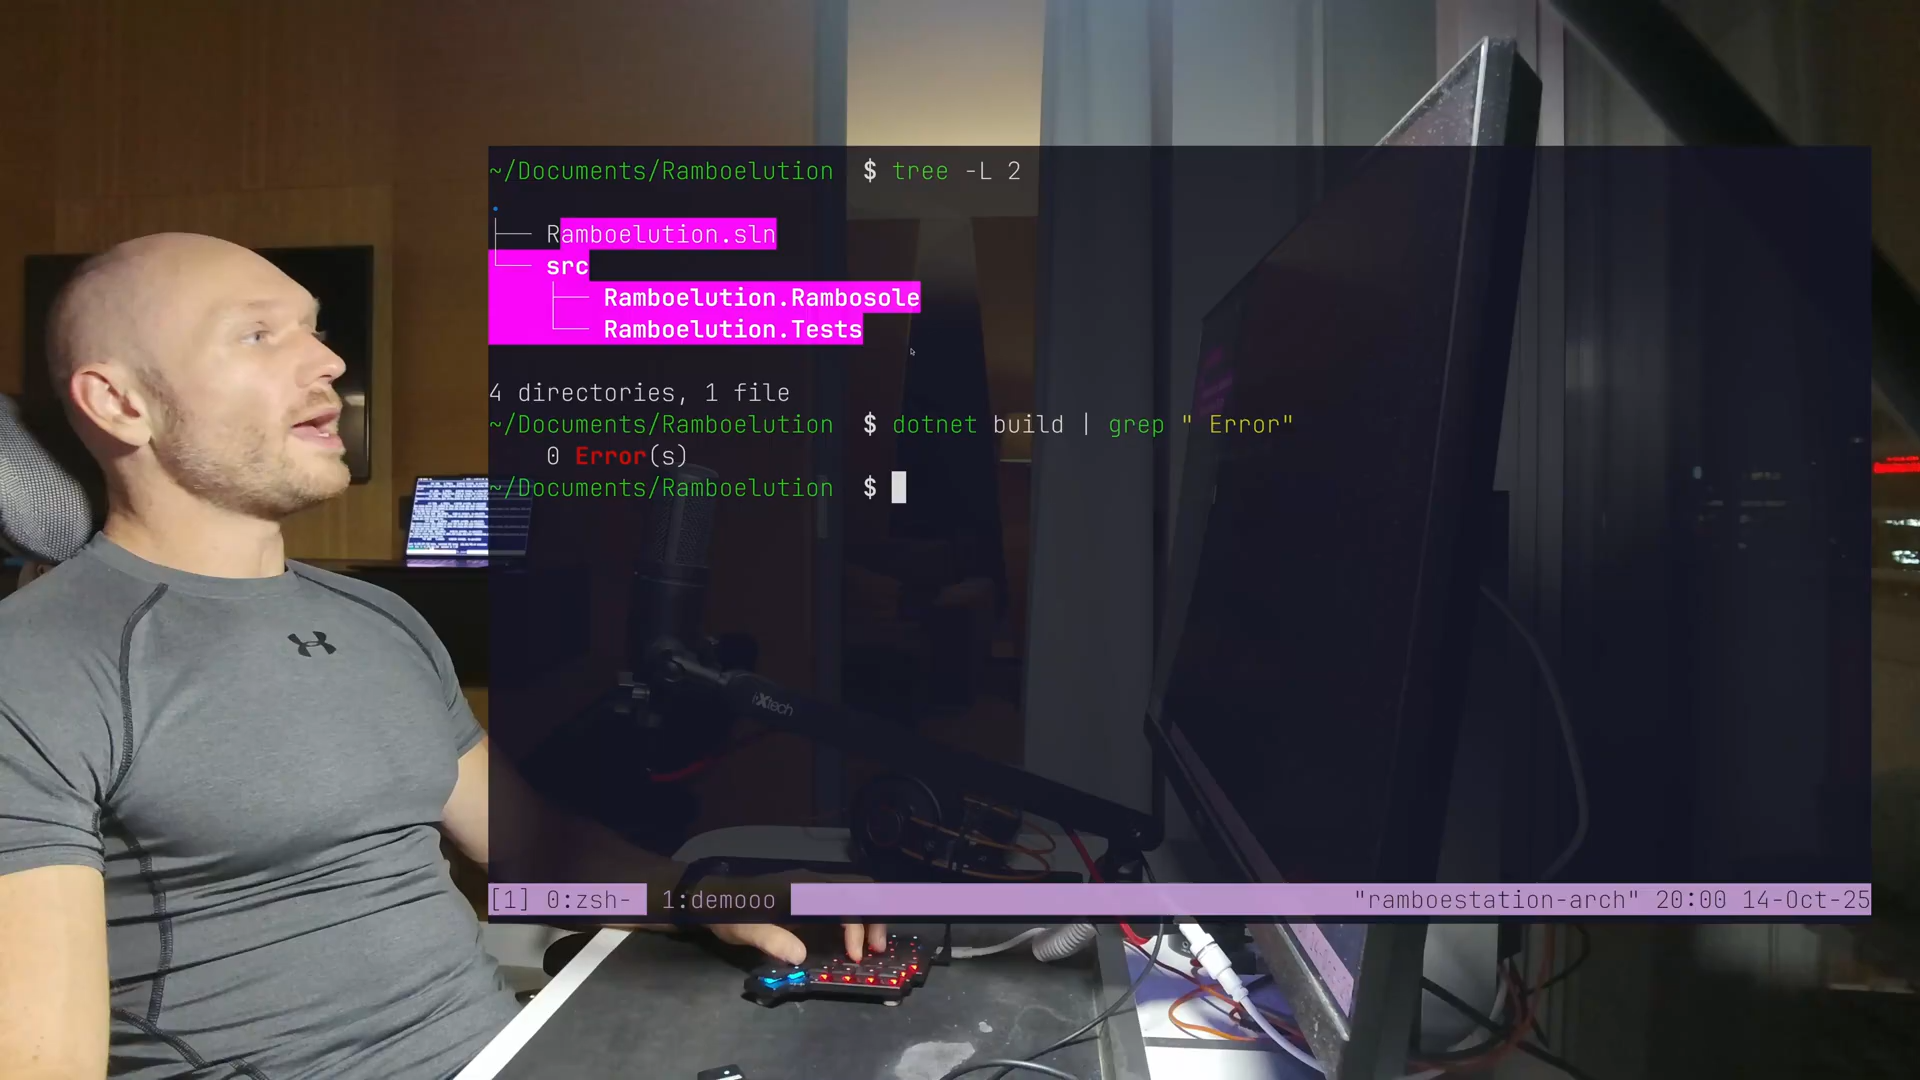 ~/Documents/Ramboelution $ tree -L 2
.
├── Ramboelution.sln
└── src
    ├── Ramboelution.Rambosole
    └── Ramboelution.Tests
4 directories, 1 file
~/Documents/Ramboelution $ dotnet build | grep " Error"
    0 Error(s)
~/Documents/Ramboelution $
[1] 0:zsh- 1:demooo "ramboestation-arch" 20:00 14-Oct-25